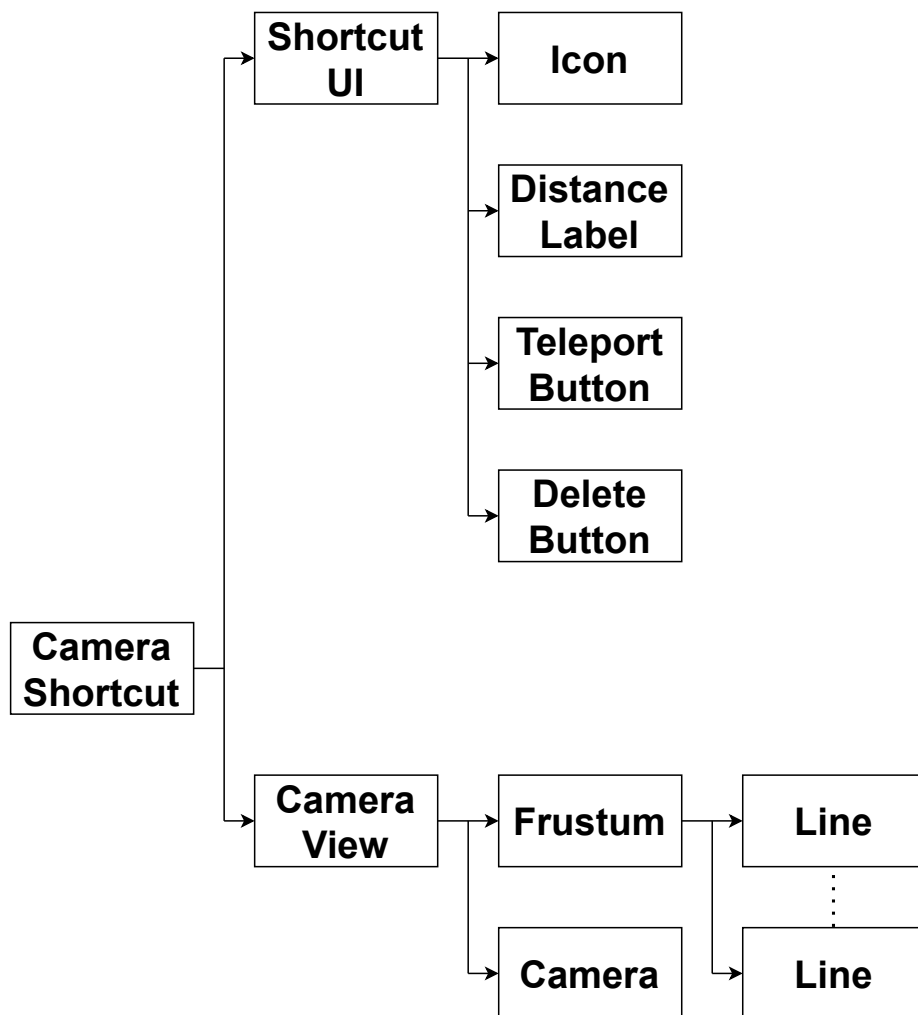 Shortcut
UI
Icon
Distance
Label
Teleport
Button
Delete
Button
Camera
Shortcut
Camera
View
Frustum
Line
Camera
Line